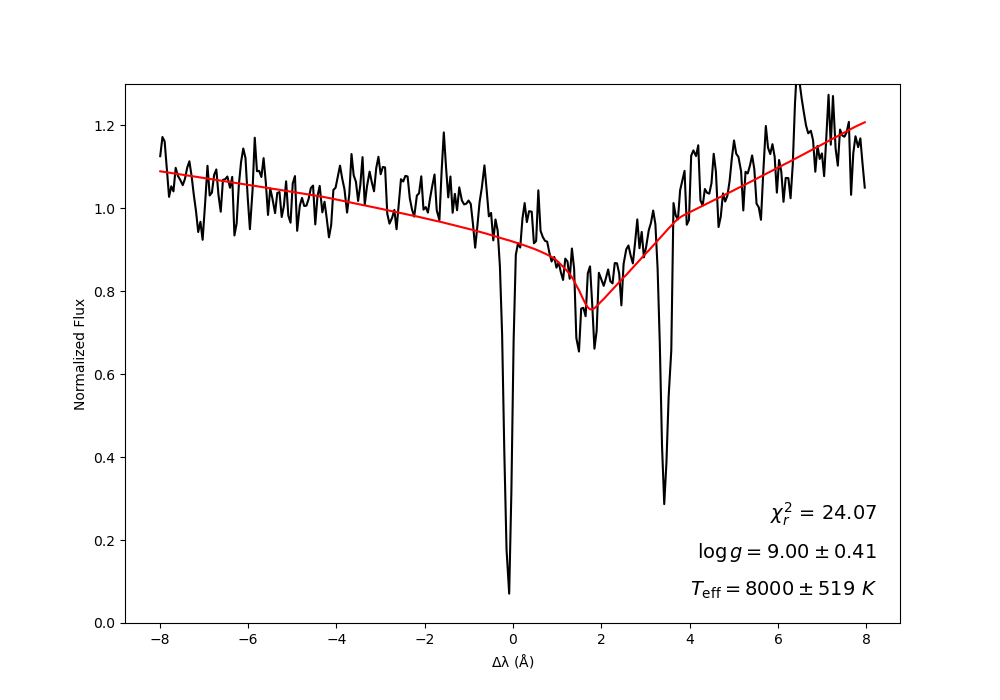 1.2
1.0
0.8
0.6
0.4
0.2
0.0
Normalized Flux
χ²ᵣ = 24.07
log g = 9.00 ± 0.41
T_eff = 8000 ± 519 K
−8 −6 −4 −2 0 2 4 6 8
Δλ (Å)